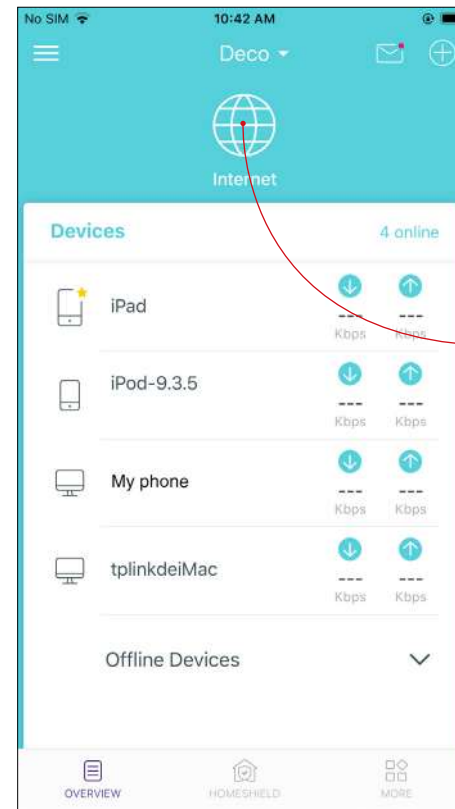 No SIM 10:42 AM
Deco
Internet
Devices 4 online
iPad
--- ---
Kbps Kbps
iPod-9.3.5
--- ---
Kbps Kbps
My phone
--- ---
Kbps Kbps
tplinkdeiMac
--- ---
Kbps Kbps
Offline Devices
OVERVIEW HOMESHIELD MORE